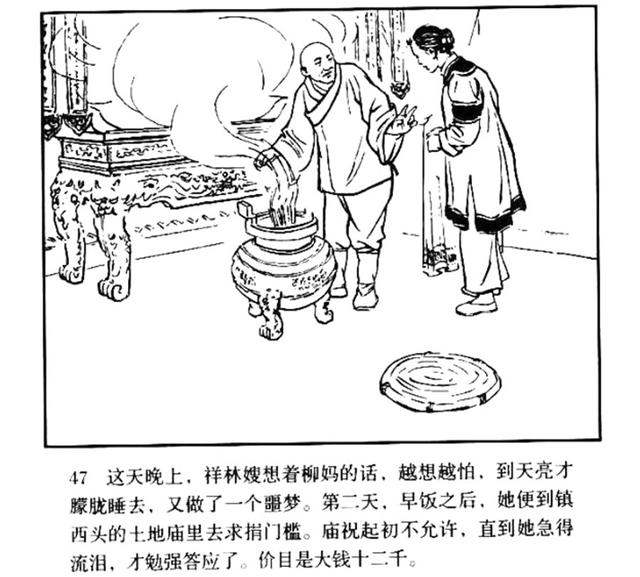 47 这天晚上，祥林嫂想着柳妈的话，越想越怕，到天亮才
朦胧睡去，又做了一个噩梦。第二天，早饭之后，她便到镇
西头的土地庙里去求捐门槛。庙祝起初不允许，直到她急得
流泪，才勉强答应了。价目是大钱十二千。